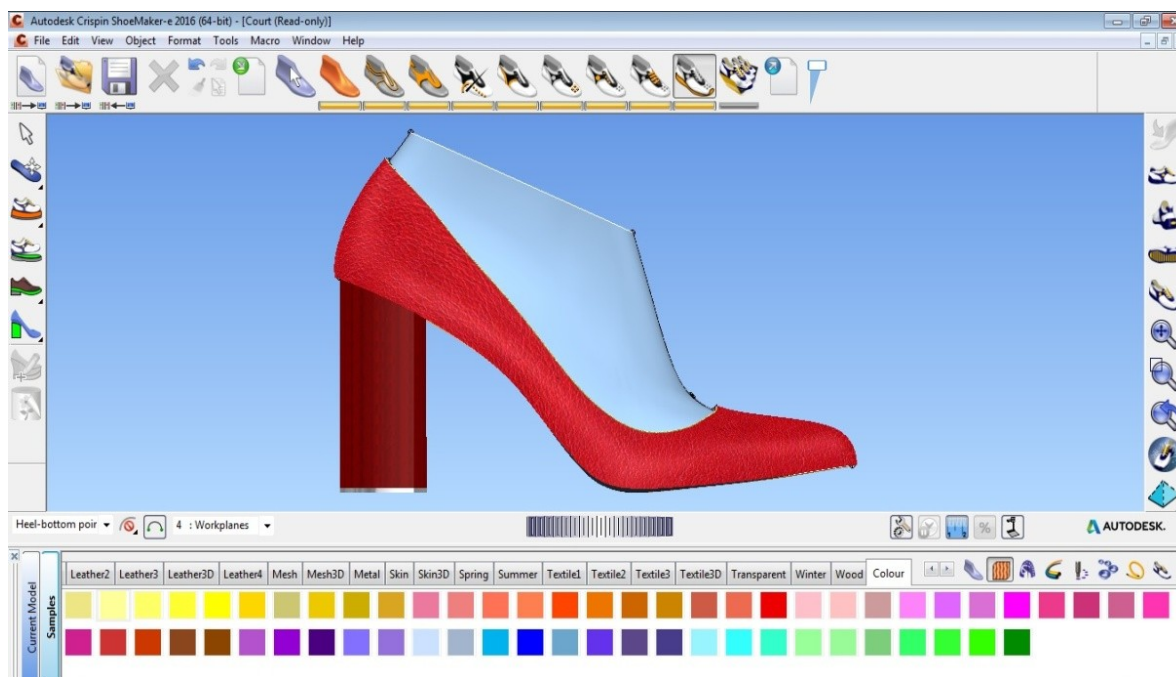 Autodesk Crispin ShoeMaker-e 2016 (64-bit) - [Court (Read-only)]
File Edit View Object Format Tools Macro Window Help
Heel-bottom poir 4 : Workplanes % AUTODESK.
Leather2 Leather3 Leather3D Leather4 Mesh Mesh3D Metal Skin Skin3D Spring Summer Textile1 Textile2 Textile3 Textile3D Transparent Winter Wood Colour
Current Model
Samples